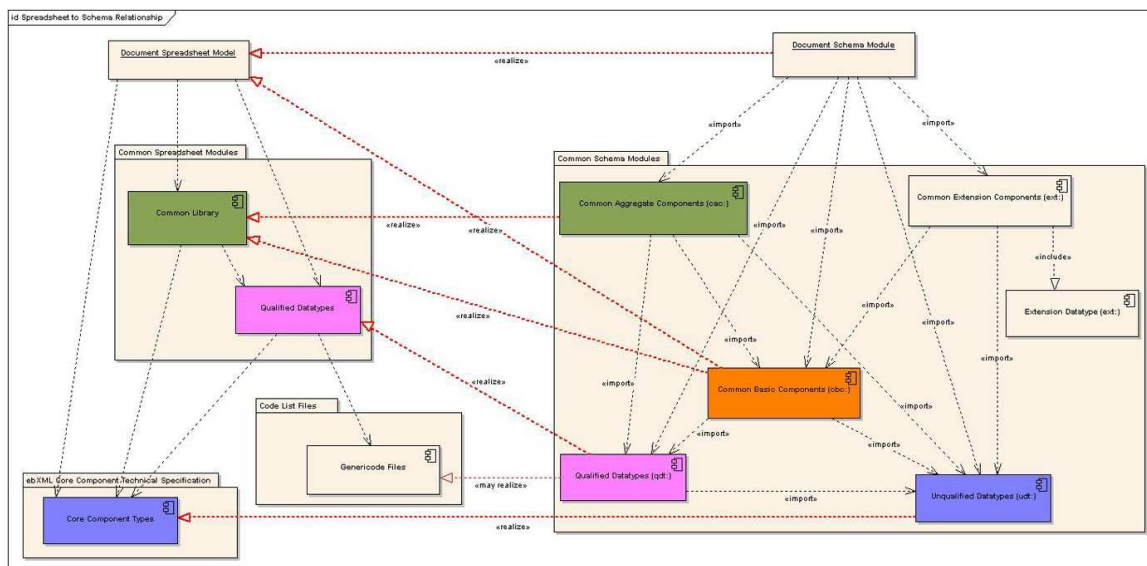 id Spreadsheet to Schema Relationship
Document Spreadsheet Model
Document Schema Module
«realize»
«import»
«import»
«import»
«import»
«import»
Common Spreadsheet Modules
Common Schema Modules
Common Library
Common Aggregate Components (cac:)
Common Extension Components (ext:)
«realize»
«realize»
«include»
Qualified Datatypes
Extension Datatype (ext:)
«realize»
«import»
«realize»
«import»
«import»
«import»
Common Basic Components (cbc:)
Code List Files
«import»
«import»
Genericode Files
Qualified Datatypes (qdt:)
«may realize»
ebXML Core Component Technical Specification
«import»
Unqualified Datatypes (udt:)
Core Component Types
«realize»